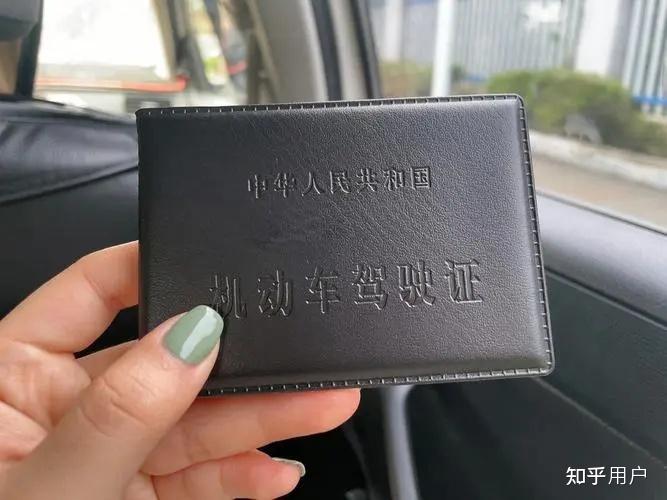 中华人民共和国
机动车驾驶证
知乎用户